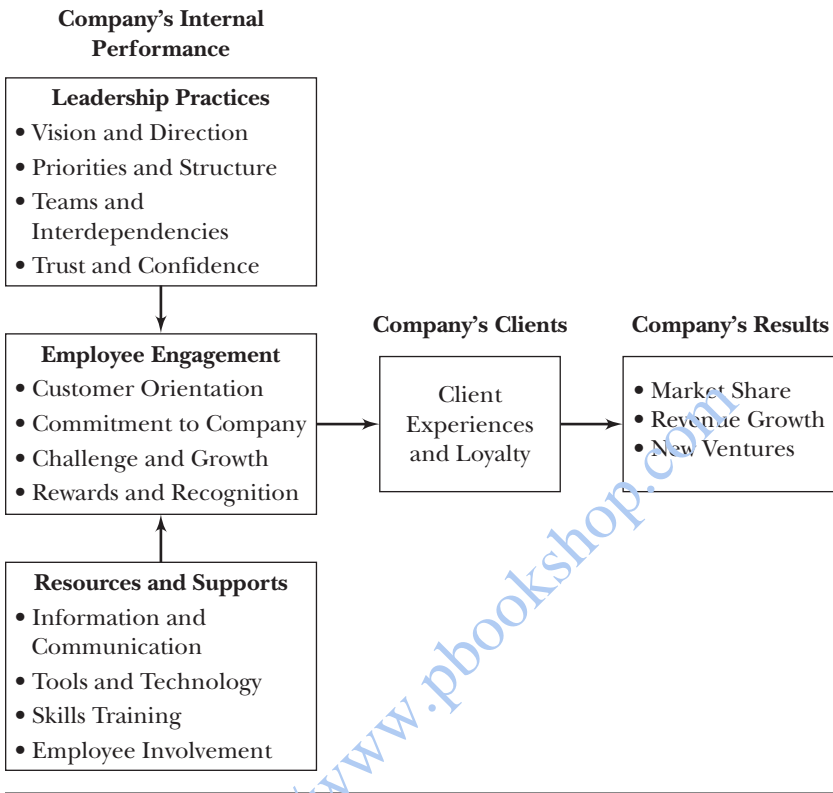 Company's Internal
Performance
Leadership Practices
• Vision and Direction
• Priorities and Structure
• Teams and
Interdependencies
• Trust and Confidence
Employee Engagement
• Customer Orientation
• Commitment to Company
• Challenge and Growth
• Rewards and Recognition
Resources and Supports
• Information and
Communication
• Tools and Technology
• Skills Training
• Employee Involvement
Company's Clients
Client
Experiences
and Loyalty
Company's Results
• Market Share
• Revenue Growth
• New Ventures
/www.pbookshop.com